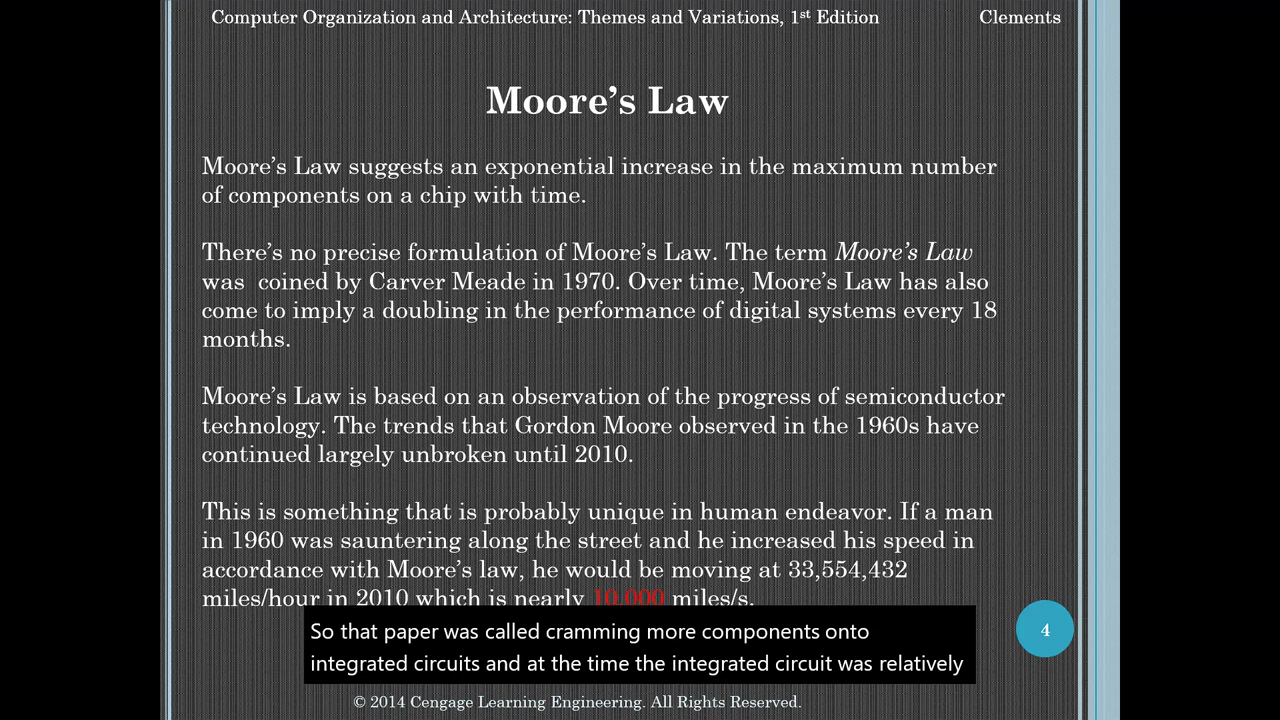 Computer Organization and Architecture: Themes and Variations, 1st Edition Clements
Moore's Law
Moore's Law suggests an exponential increase in the maximum number
of components on a chip with time.
There's no precise formulation of Moore's Law. The term Moore's Law
was coined by Carver Meade in 1970. Over time, Moore's Law has also
come to imply a doubling in the performance of digital systems every 18
months.
Moore's Law is based on an observation of the progress of semiconductor
technology. The trends that Gordon Moore observed in the 1960s have
continued largely unbroken until 2010.
This is something that is probably unique in human endeavor. If a man
in 1960 was sauntering along the street and he increased his speed in
accordance with Moore's law, he would be moving at 33,554,432
miles/hour in 2010 which is nearly 10,000 miles/s.
So that paper was called cramming more components onto
integrated circuits and at the time the integrated circuit was relatively
4
© 2014 Cengage Learning Engineering. All Rights Reserved.